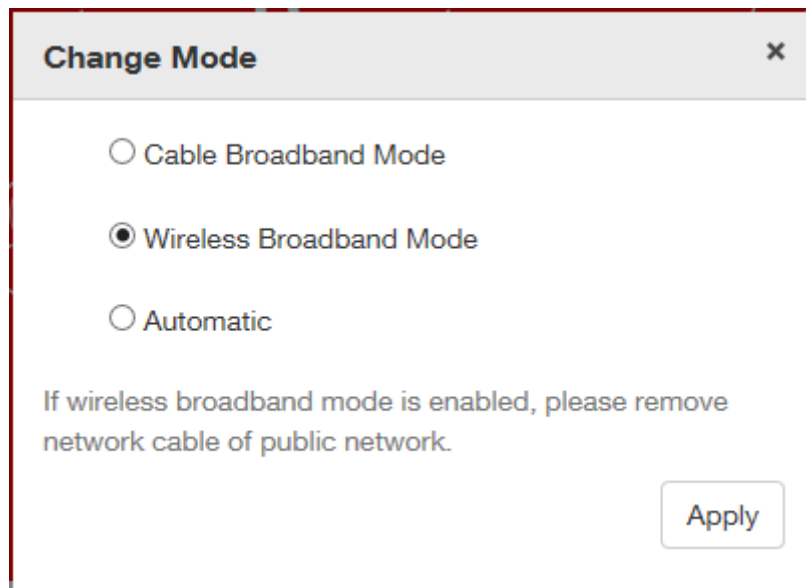 Change Mode ×
Cable Broadband Mode
Wireless Broadband Mode
Automatic
If wireless broadband mode is enabled, please remove
network cable of public network.
Apply